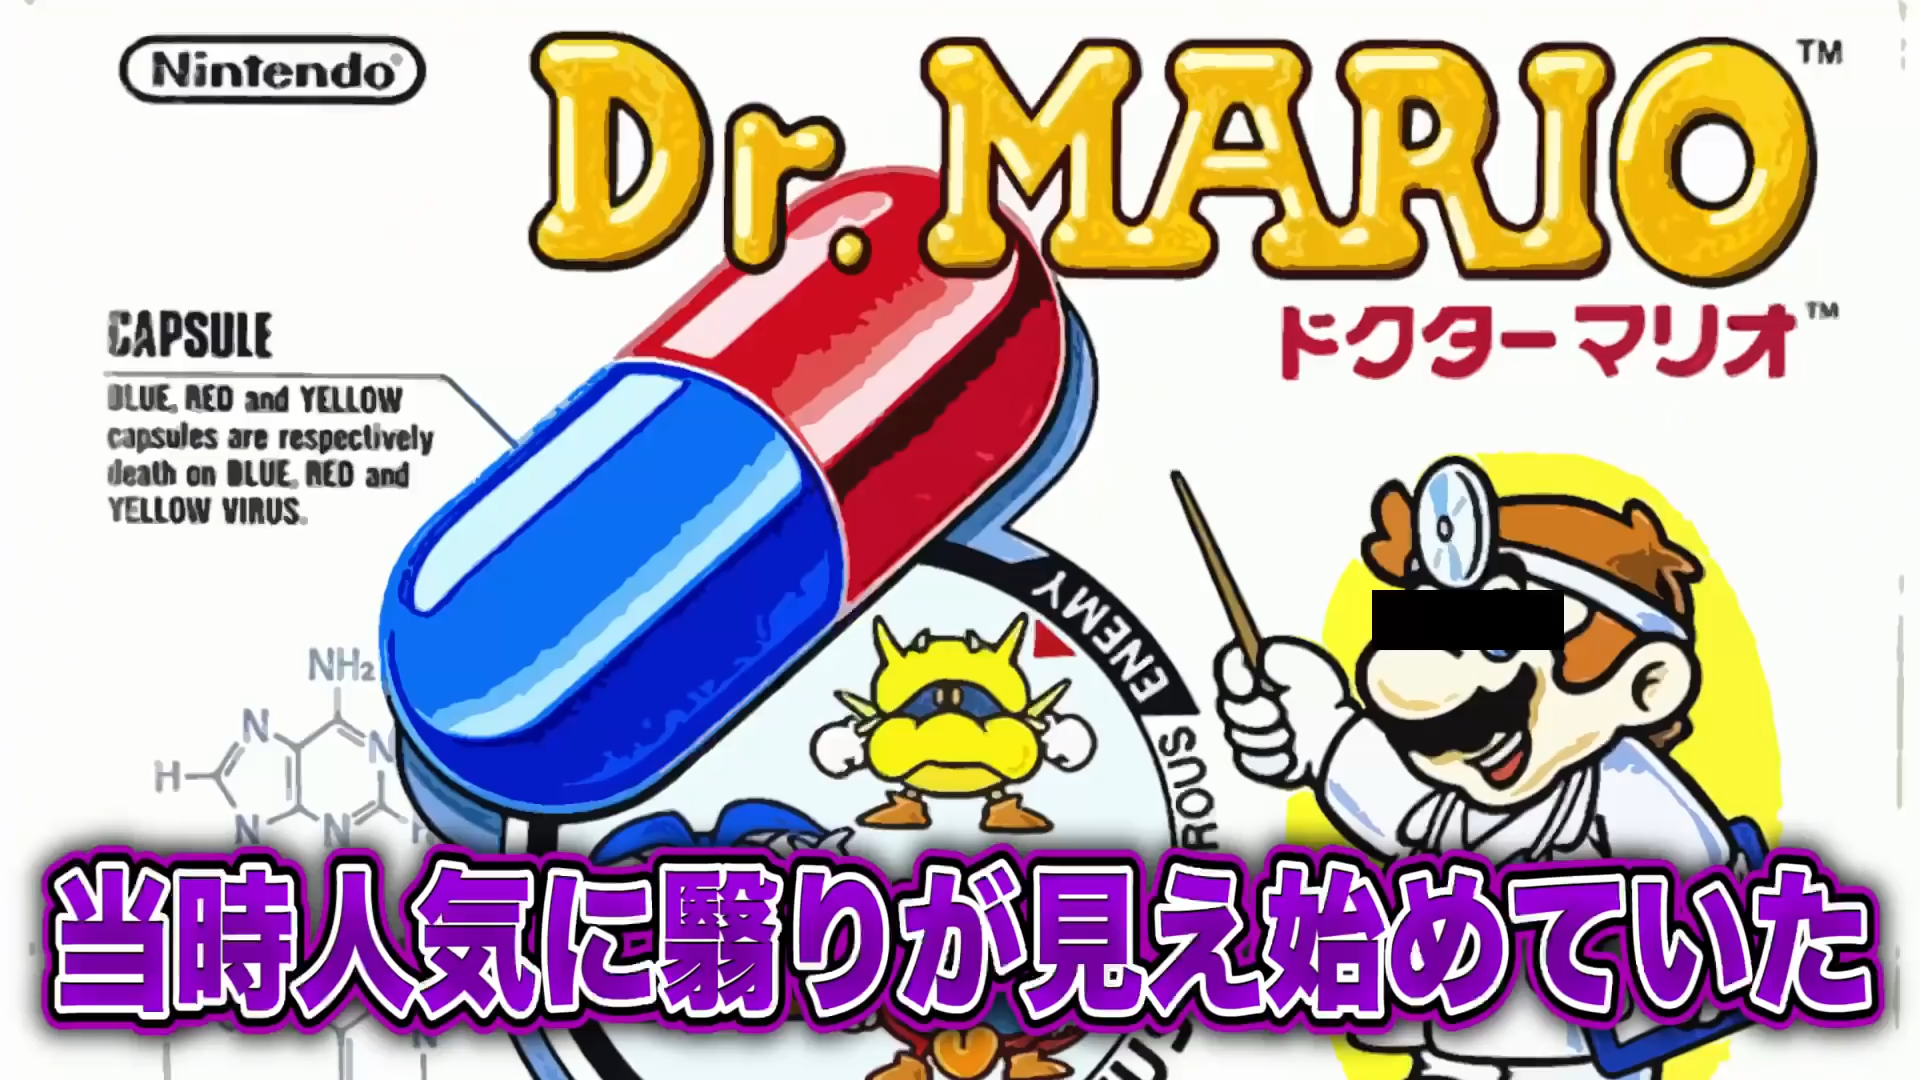 Nintendo
Dr. MARIO™
ドクターマリオ™
CAPSULE
BLUE, RED and YELLOW
capsules are respectively
death on BLUE, RED and
YELLOW VIRUS.
ENEMY
NH₂
N
N
H
N
N
当時人気に翳りが見え始めていた